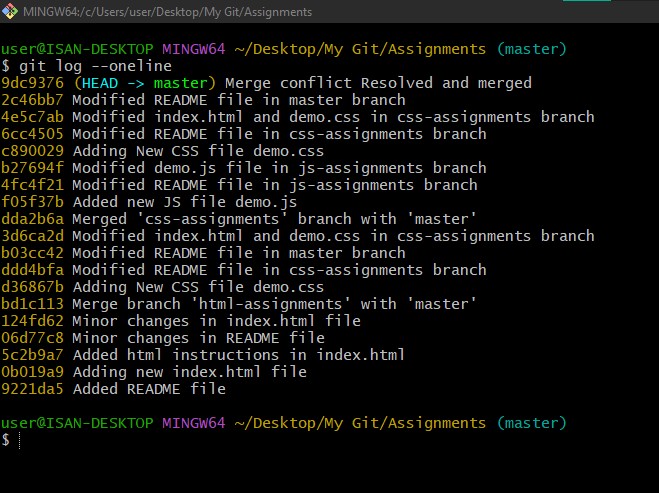 MINGW64:/c/Users/user/Desktop/My Git/Assignments
user@ISAN-DESKTOP MINGW64 ~/Desktop/My Git/Assignments (master)
$ git log --oneline
9dc9376 (HEAD -> master) Merge conflict Resolved and merged
2c46bb7 Modified README file in master branch
4e5c7ab Modified index.html and demo.css in css-assignments branch
6cc4505 Modified README file in css-assignments branch
c890029 Adding New CSS file demo.css
b27694f Modified demo.js file in js-assignments branch
4fc4f21 Modified README file in js-assignments branch
f05f37b Added new JS file demo.js
dda2b6a Merged 'css-assignments' branch with 'master'
3d6ca2d Modified index.html and demo.css in css-assignments branch
b03cc42 Modified README file in master branch
ddd4bfa Modified README file in css-assignments branch
d36867b Adding New CSS file demo.css
bd1c113 Merge branch 'html-assignments' with 'master'
124fd62 Minor changes in index.html file
06d77c8 Minor changes in README file
5c2b9a7 Added html instructions in index.html
0b019a9 Adding new index.html file
9221da5 Added README file
user@ISAN-DESKTOP MINGW64 ~/Desktop/My Git/Assignments (master)
$